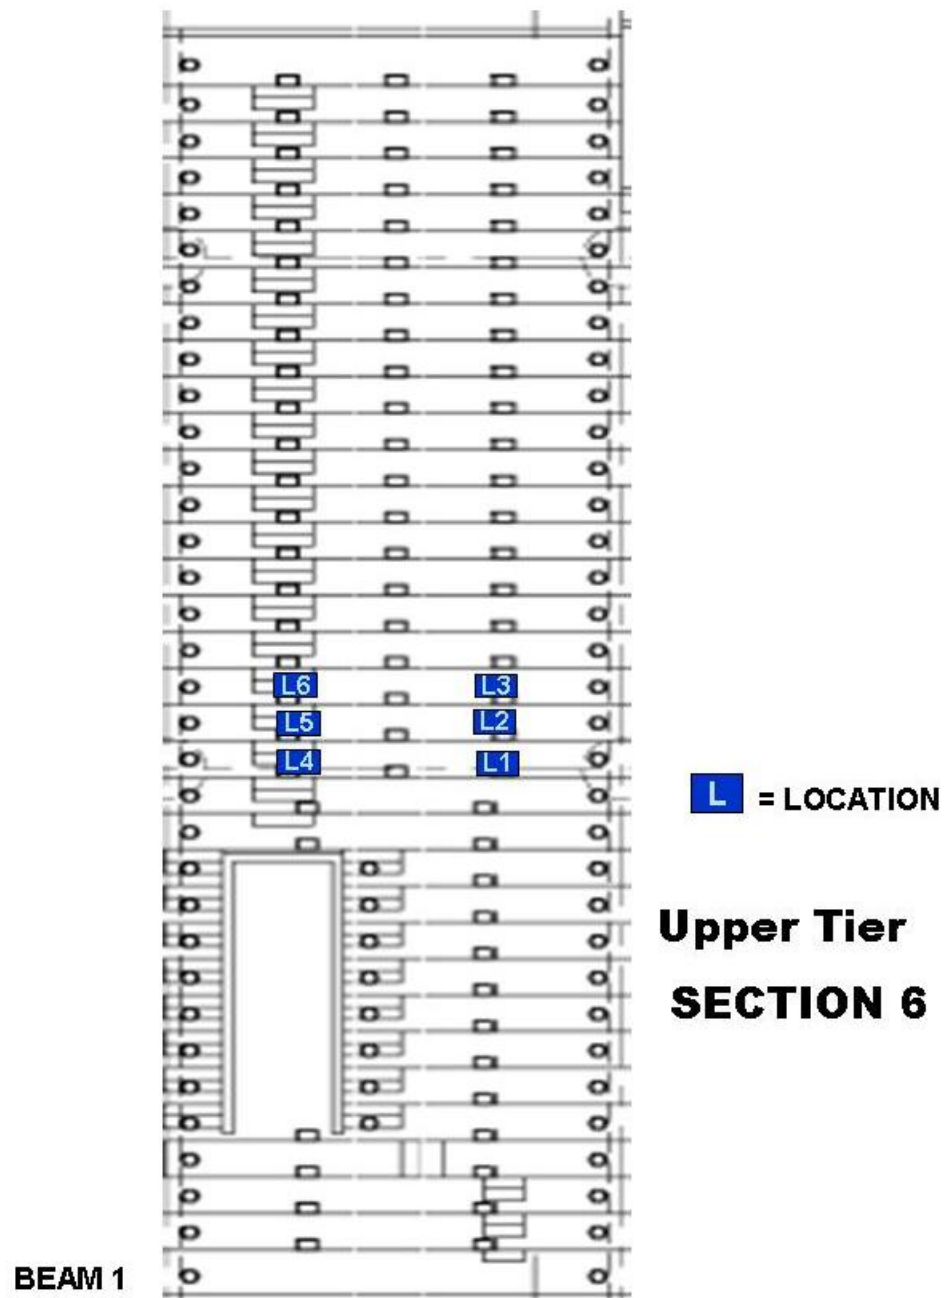 L6 L3
L5 L2
L4 L1
L = LOCATION
Upper Tier
SECTION 6
BEAM 1